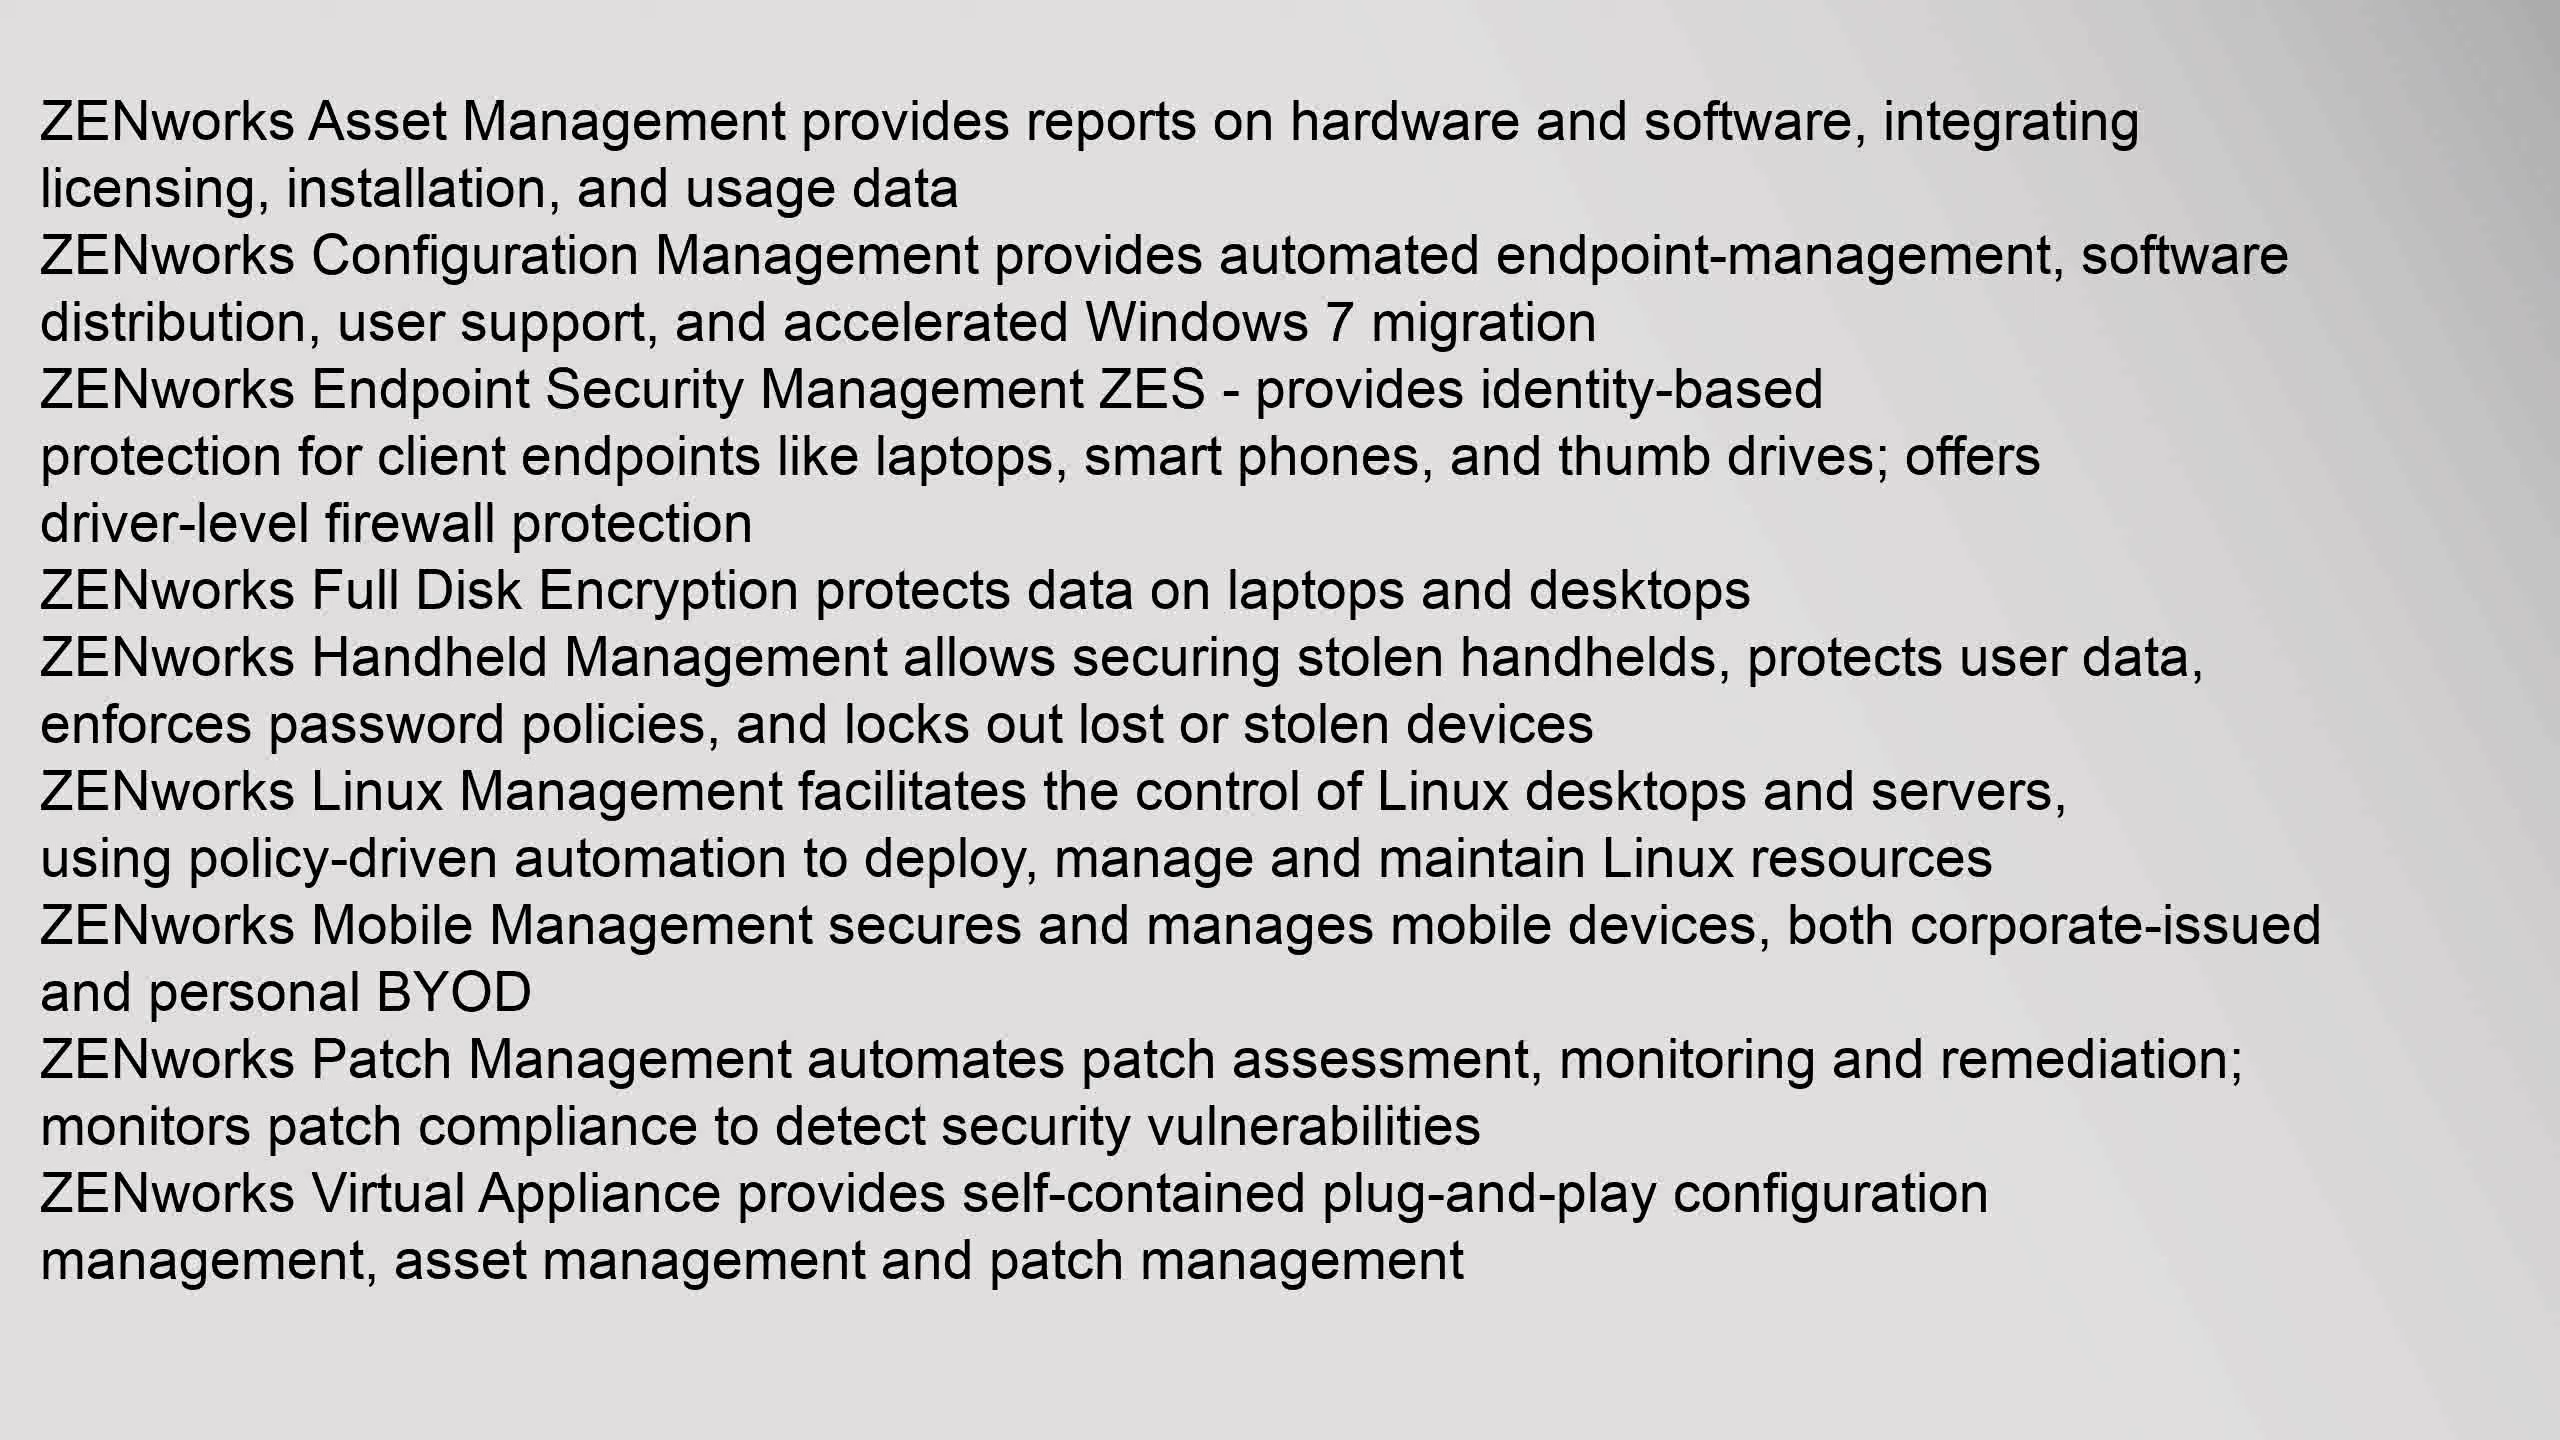 ZENworks Asset Management provides reports on hardware and software, integrating
licensing, installation, and usage data
ZENworks Configuration Management provides automated endpoint-management, software
distribution, user support, and accelerated Windows 7 migration
ZENworks Endpoint Security Management ZES - provides identity-based
protection for client endpoints like laptops, smart phones, and thumb drives; offers
driver-level firewall protection
ZENworks Full Disk Encryption protects data on laptops and desktops
ZENworks Handheld Management allows securing stolen handhelds, protects user data,
enforces password policies, and locks out lost or stolen devices
ZENworks Linux Management facilitates the control of Linux desktops and servers,
using policy-driven automation to deploy, manage and maintain Linux resources
ZENworks Mobile Management secures and manages mobile devices, both corporate-issued
and personal BYOD
ZENworks Patch Management automates patch assessment, monitoring and remediation;
monitors patch compliance to detect security vulnerabilities
ZENworks Virtual Appliance provides self-contained plug-and-play configuration
management, asset management and patch management